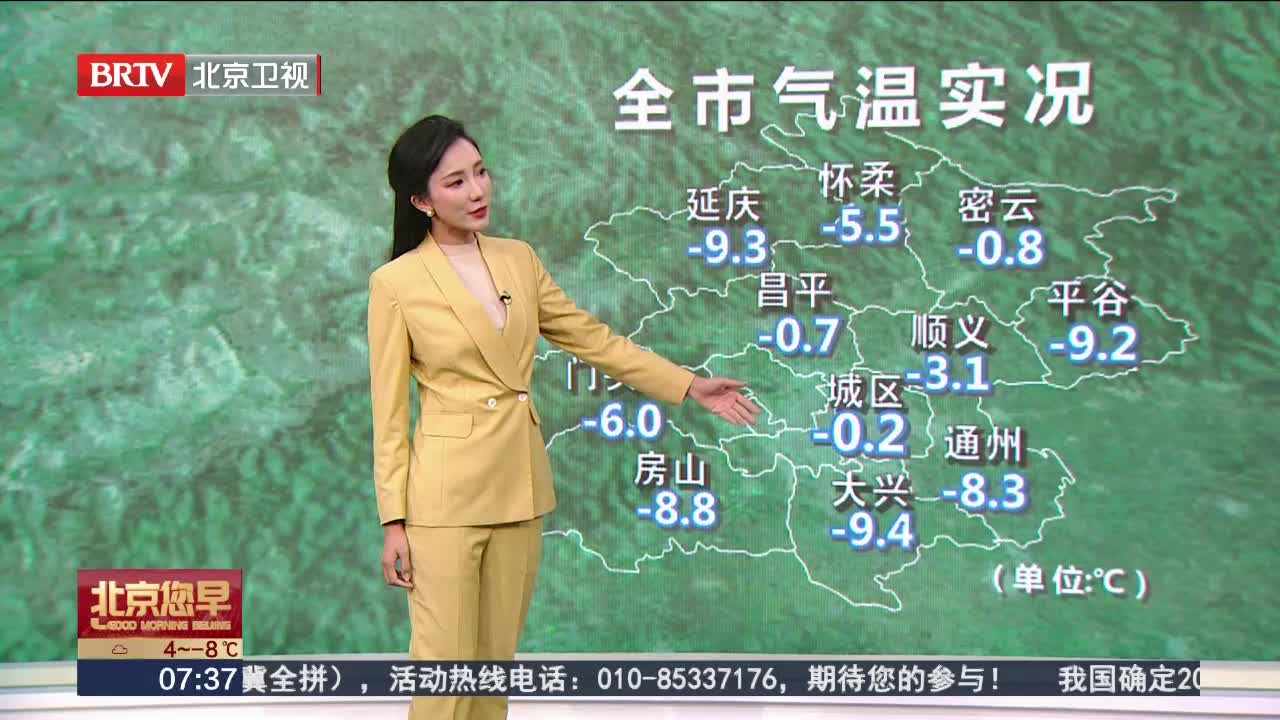 BRTV 北京卫视
全市气温实况
怀柔
-5.5
延庆
-9.3
密云
-0.8
昌平
-0.7
平谷
-9.2
顺义
-3.1
门
-6.0
城区
-0.2
通州
-8.3
房山
-8.8
大兴
-9.4
（单位:℃）
北京您早
GOOD MORNING BEIJING
4~-8℃
07:37 冀全拼），活动热线电话：010-85337176，期待您的参与！ 我国确定20